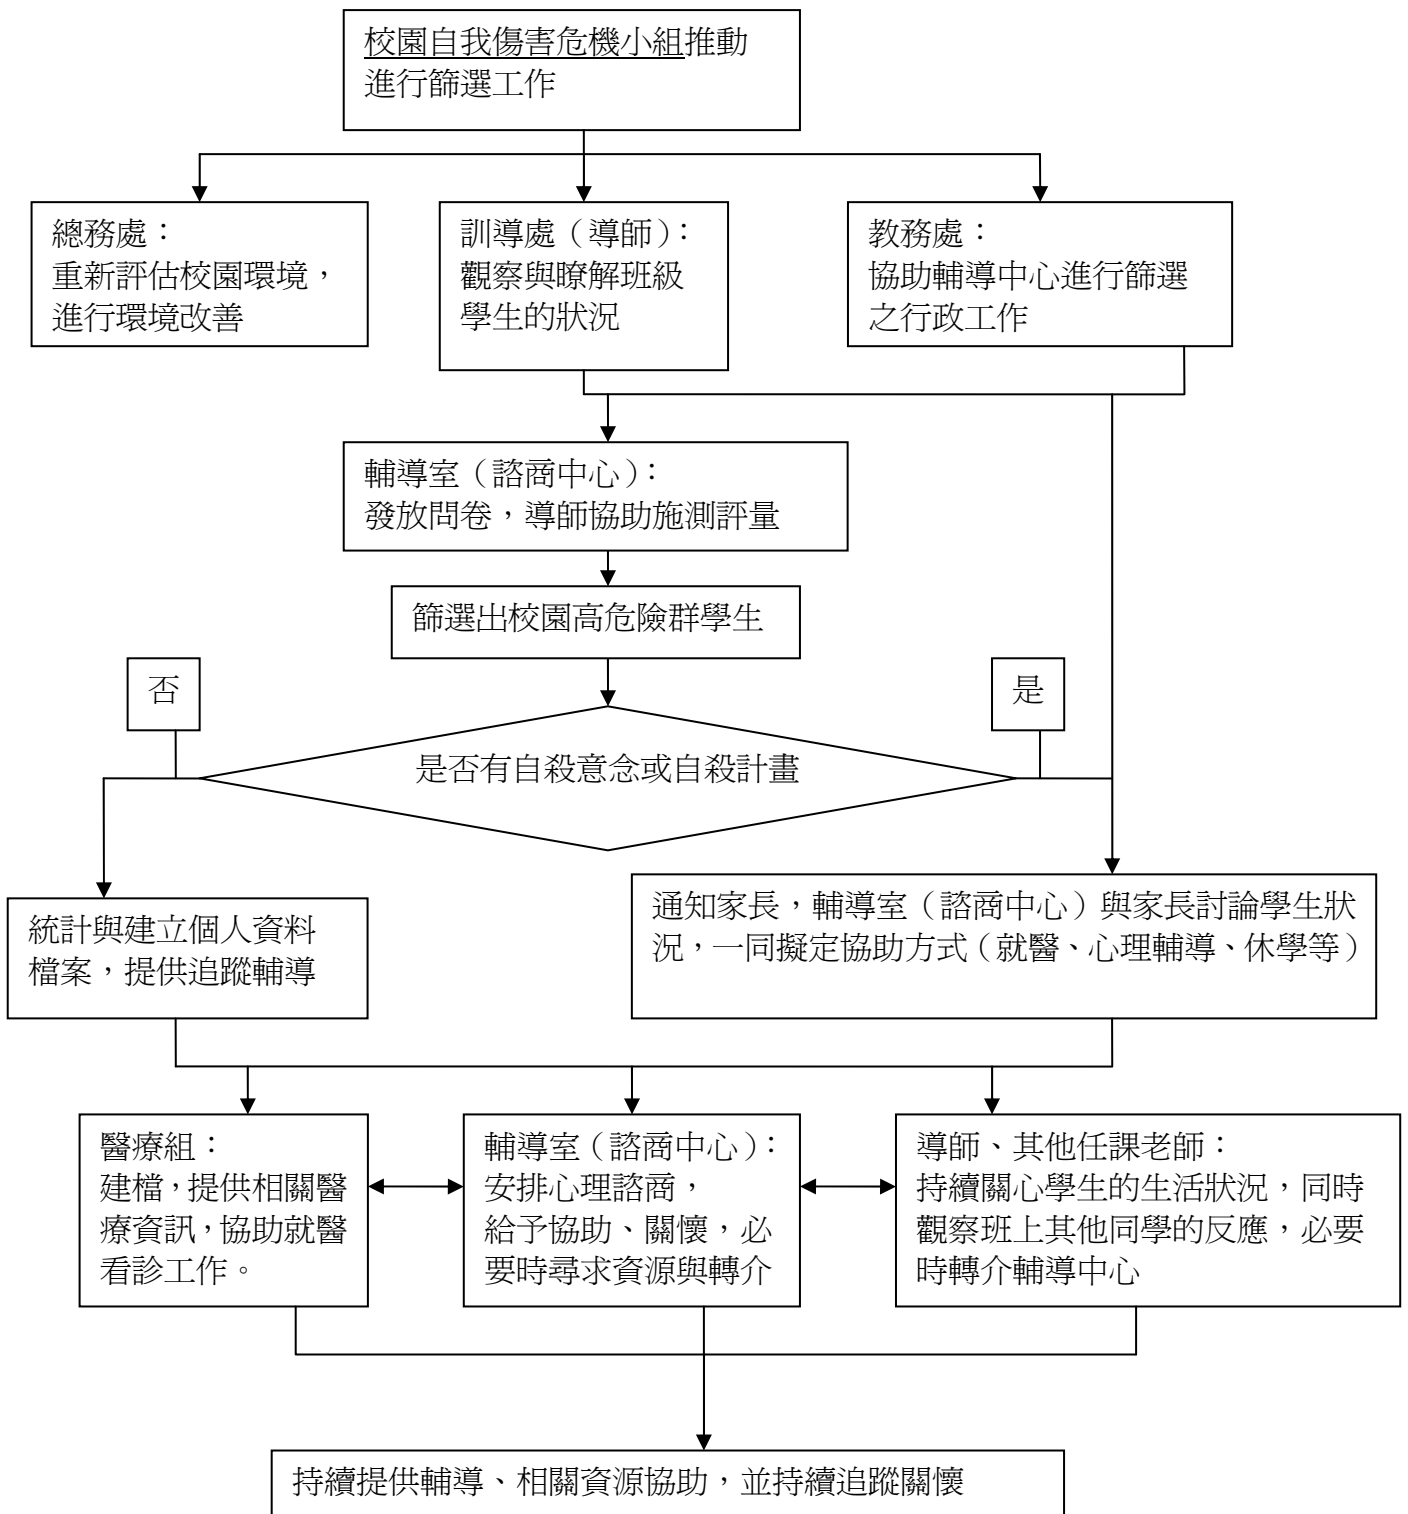 校園自我傷害危機小組推動
進行篩選工作
總務處：
重新評估校園環境，
進行環境改善
訓導處（導師）：
觀察與瞭解班級
學生的狀況
教務處：
協助輔導中心進行篩選
之行政工作
輔導室（諮商中心）：
發放問卷，導師協助施測評量
篩選出校園高危險群學生
否
是
是否有自殺意念或自殺計畫
統計與建立個人資料
檔案，提供追蹤輔導
通知家長，輔導室（諮商中心）與家長討論學生狀
況，一同擬定協助方式（就醫、心理輔導、休學等）
醫療組：
建檔，提供相關醫
療資訊，協助就醫
看診工作。
輔導室（諮商中心）：
安排心理諮商，
給予協助、關懷，必
要時尋求資源與轉介
導師、其他任課老師：
持續關心學生的生活狀況，同時
觀察班上其他同學的反應，必要
時轉介輔導中心
持續提供輔導、相關資源協助，並持續追蹤關懷